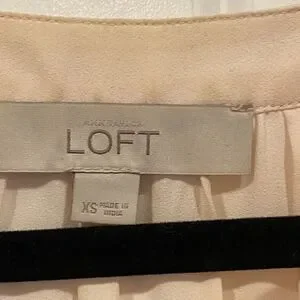 ANN TAYLOR
LOFT
XS MADE IN
INDIA